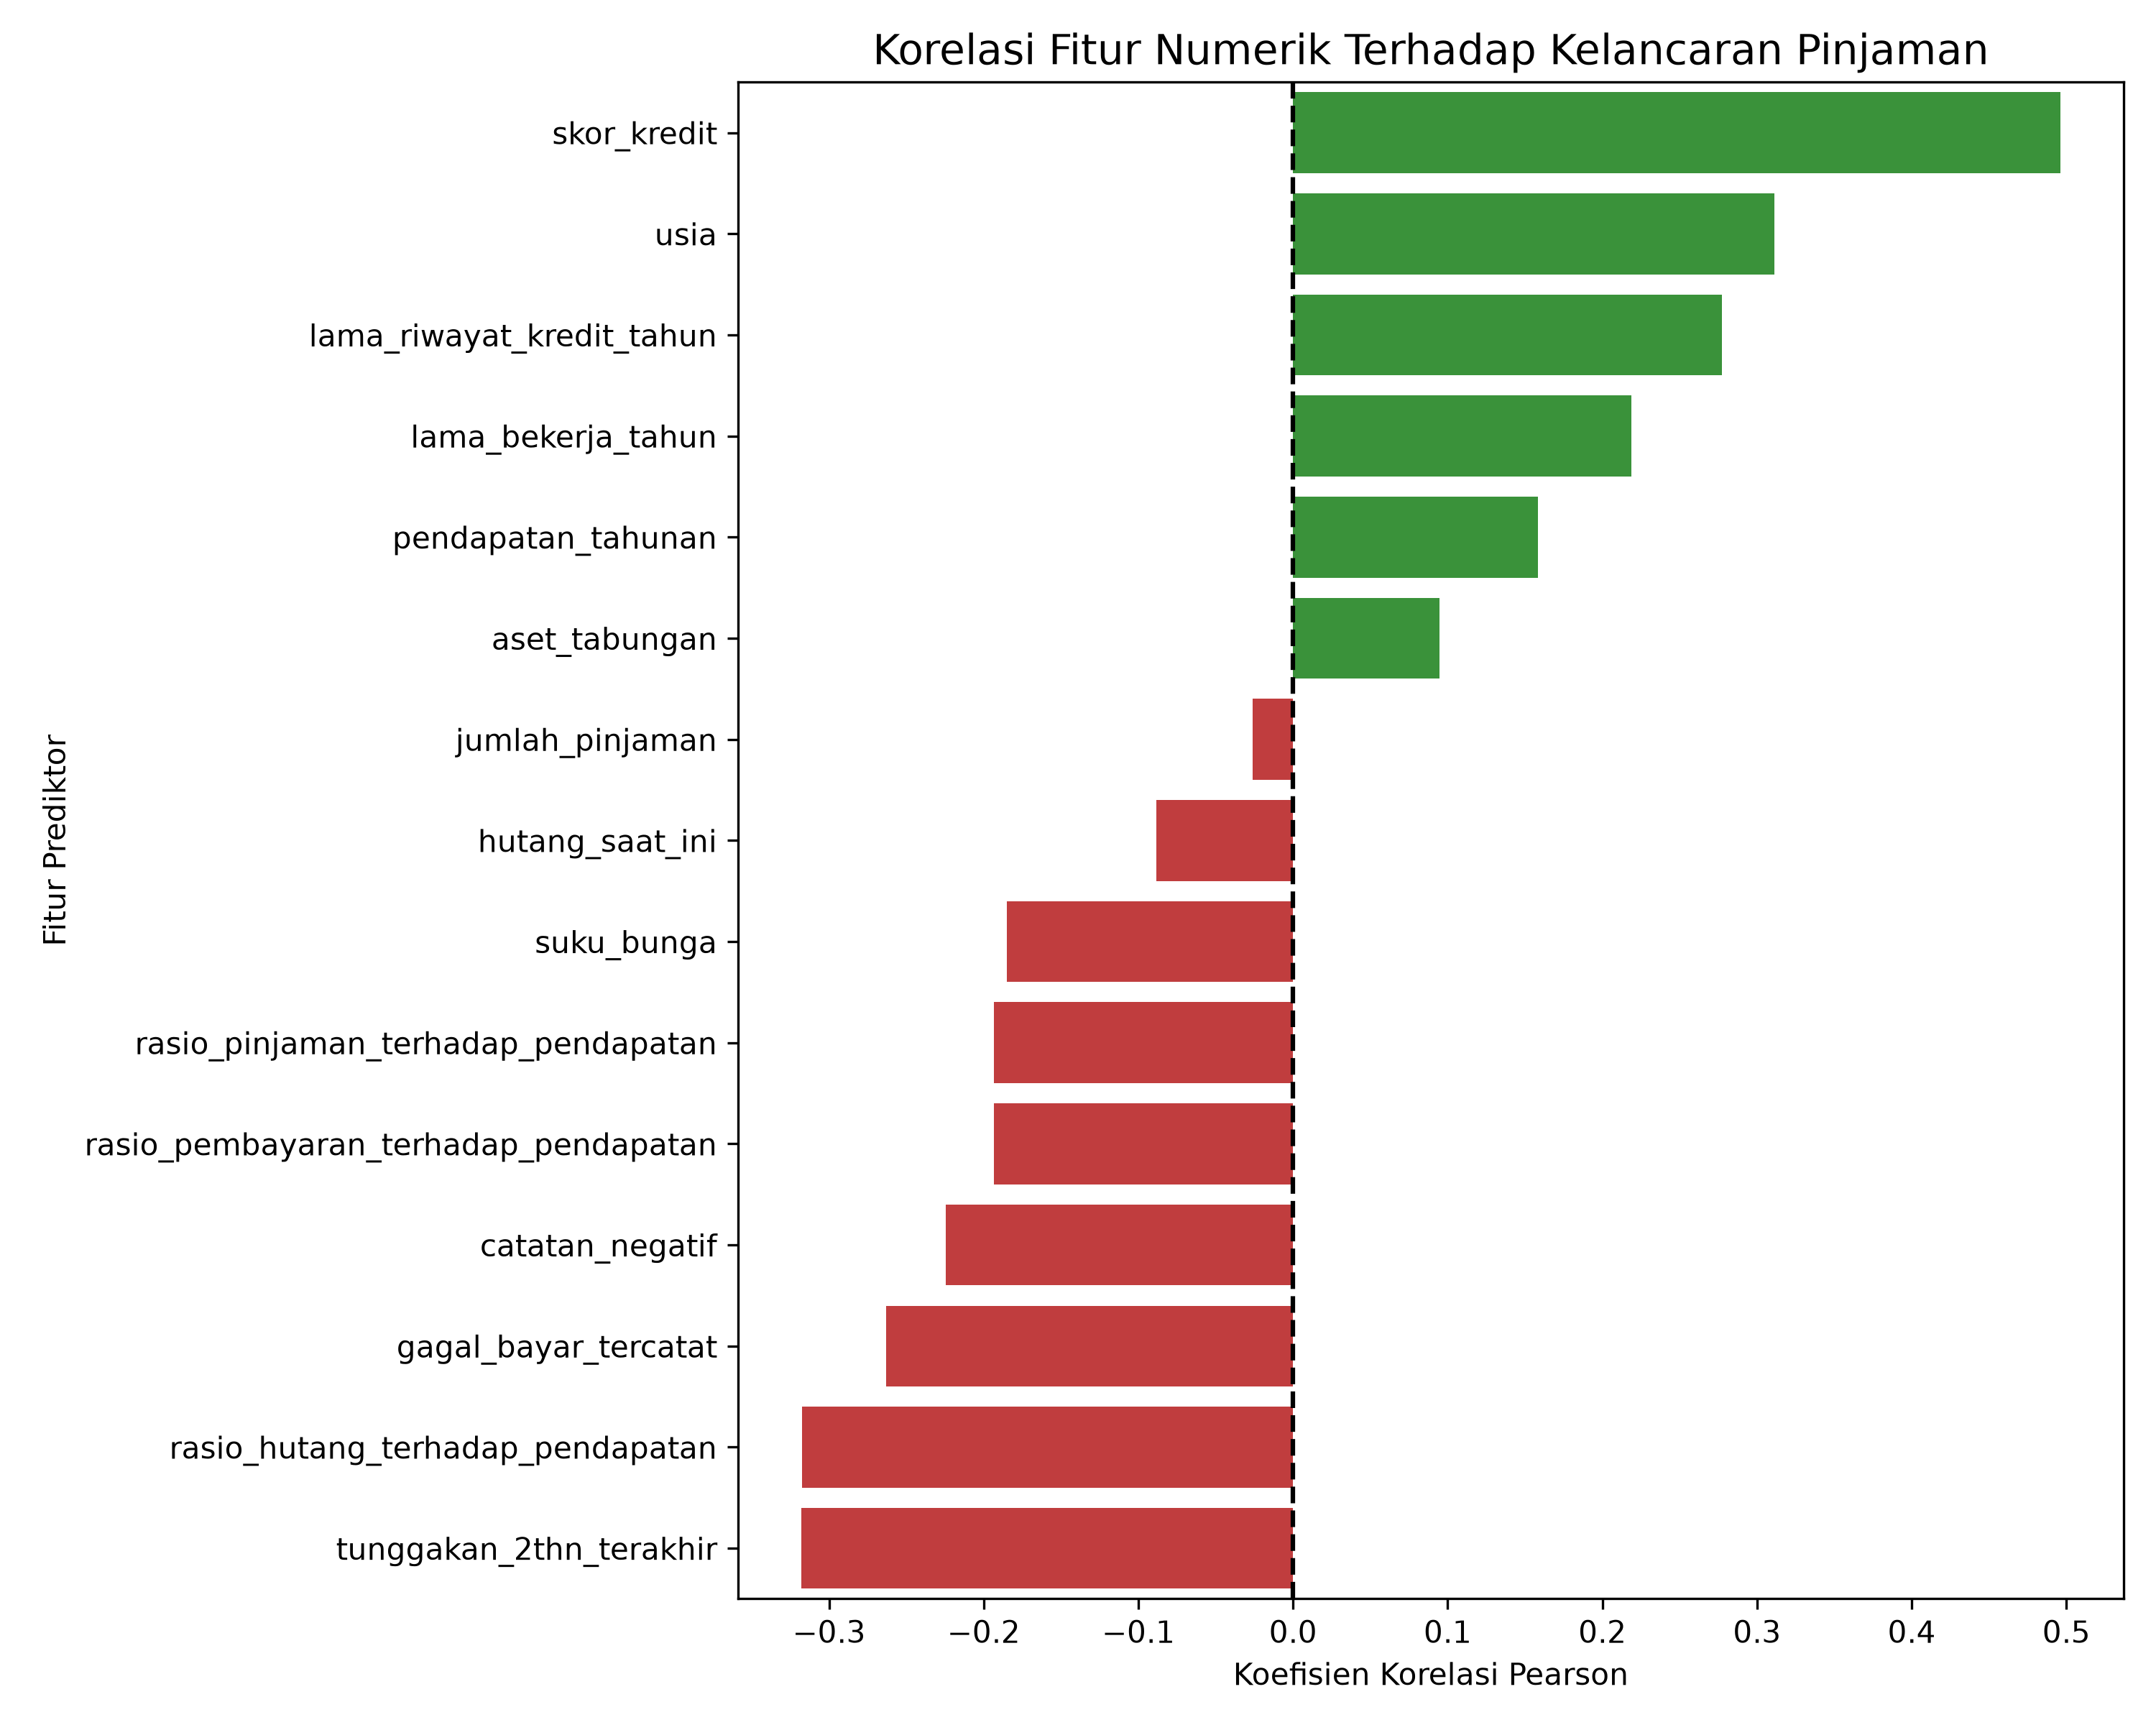 Korelasi Fitur Numerik Terhadap Kelancaran Pinjaman
skor_kredit
usia
lama_riwayat_kredit_tahun
lama_bekerja_tahun
pendapatan_tahunan
aset_tabungan
jumlah_pinjaman
hutang_saat_ini
suku_bunga
rasio_pinjaman_terhadap_pendapatan
rasio_pembayaran_terhadap_pendapatan
catatan_negatif
gagal_bayar_tercatat
rasio_hutang_terhadap_pendapatan
tunggakan_2thn_terakhir
Fitur Prediktor
−0.3 −0.2 −0.1 0.0 0.1 0.2 0.3 0.4 0.5
Koefisien Korelasi Pearson